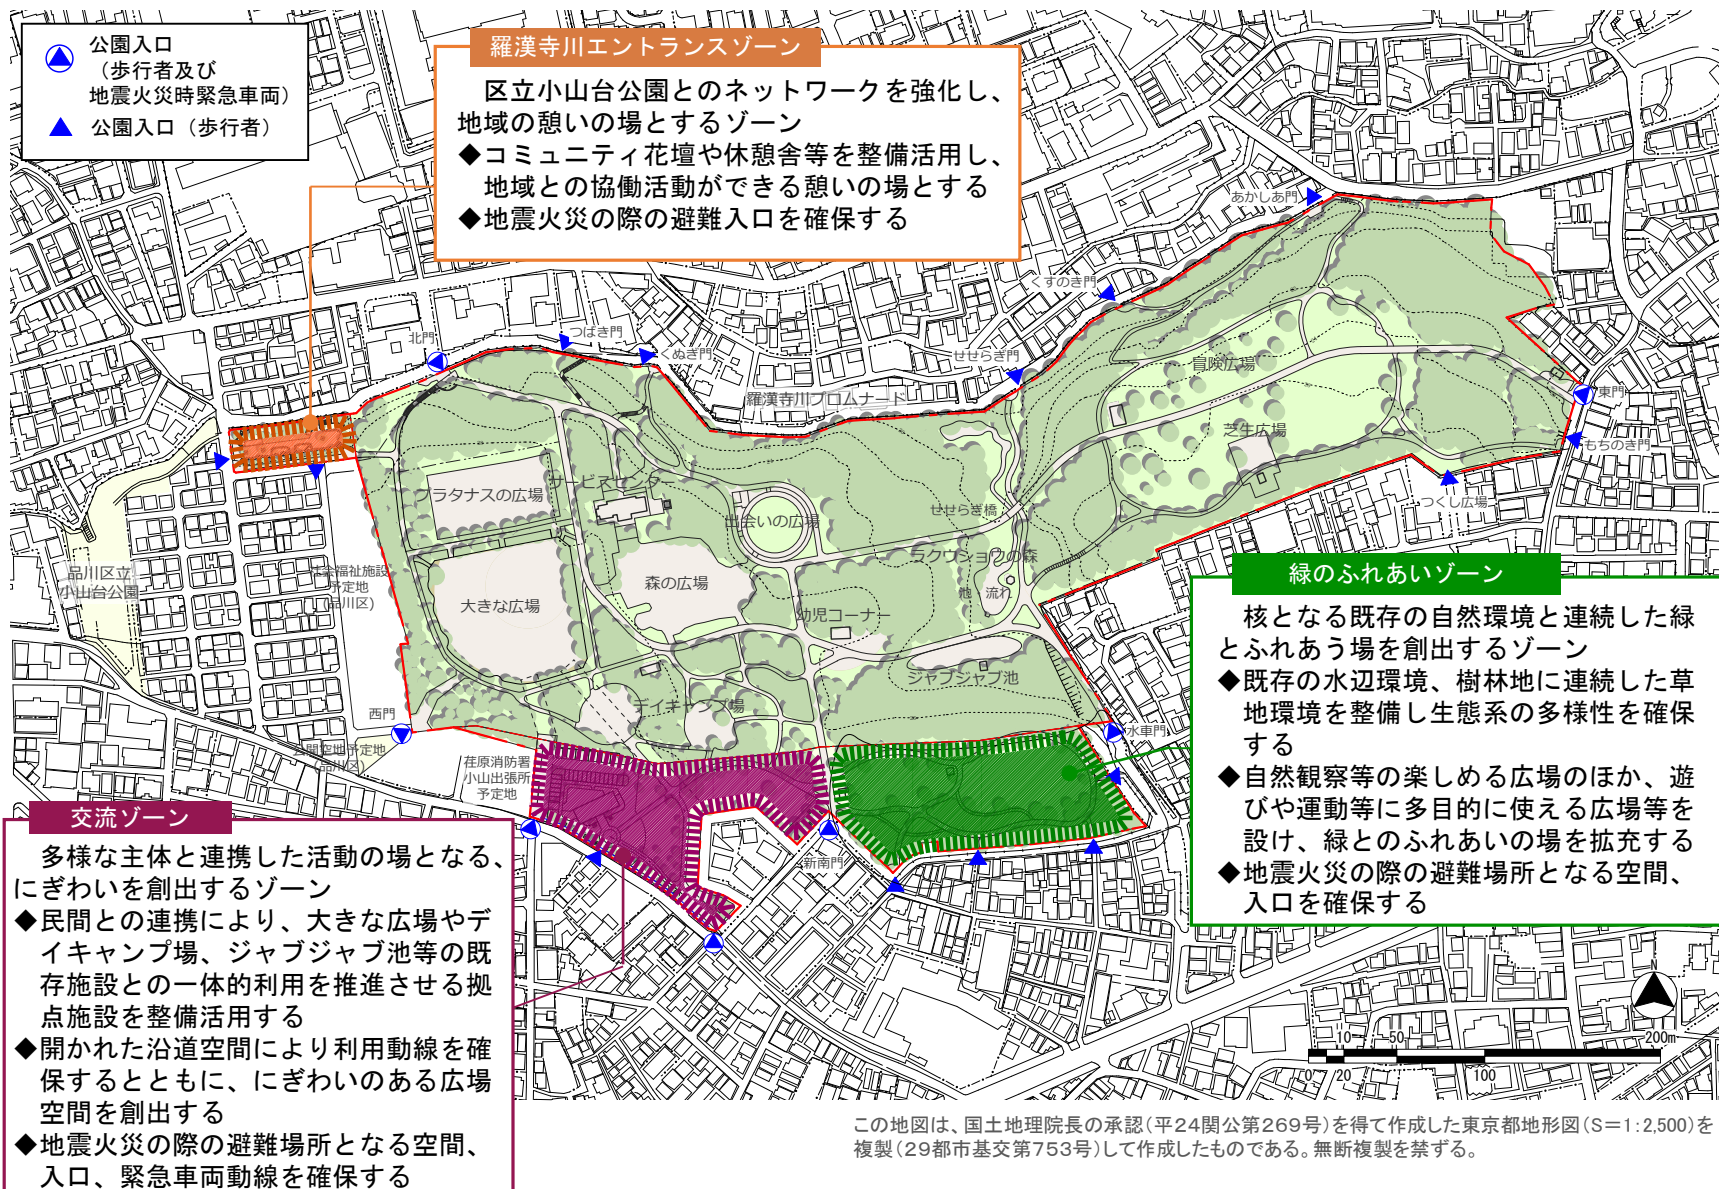 公園入口
（歩行者及び
地震火災時緊急車両）
公園入口（歩行者）
羅漢寺川エントランスゾーン
区立小山台公園とのネットワークを強化し、
地域の憩いの場とするゾーン
◆コミュニティ花壇や休憩舎等を整備活用し、
地域との協働活動ができる憩いの場とする
◆地震火災の際の避難入口を確保する
あかしあ門
くすのき門
北門
つばき門
くぬぎ門
せせらぎ門
羅漢寺川プロムナード
冒険広場
東門
芝生広場
もちのき門
つくし広場
プラタナスの広場
サービスセンター
出会いの広場
せせらぎ橋
ラクウショウの森
品川区立
小山台公園
社会福祉施設
予定地
(品川区)
大きな広場
森の広場
幼児コーナー
池・流れ
ジャブジャブ池
デイキャンプ場
西門
公開空地予定地
(品川区)
荏原消防署
小山出張所
予定地
水車門
新南門
緑のふれあいゾーン
核となる既存の自然環境と連続した緑
とふれあう場を創出するゾーン
◆既存の水辺環境、樹林地に連続した草
地環境を整備し生態系の多様性を確保
する
◆自然観察等の楽しめる広場のほか、遊
びや運動等に多目的に使える広場等を
設け、緑とのふれあいの場を拡充する
◆地震火災の際の避難場所となる空間、
入口を確保する
交流ゾーン
多様な主体と連携した活動の場となる、
にぎわいを創出するゾーン
◆民間との連携により、大きな広場やデ
イキャンプ場、ジャブジャブ池等の既
存施設との一体的利用を推進させる拠
点施設を整備活用する
◆開かれた沿道空間により利用動線を確
保するとともに、にぎわいのある広場
空間を創出する
◆地震火災の際の避難場所となる空間、
入口、緊急車両動線を確保する
N
10 50 200m
0 20 100
この地図は、国土地理院長の承認（平24関公第269号）を得て作成した東京都地形図（S＝1：2,500）を
複製（29都市基交第753号）して作成したものである。無断複製を禁ずる。